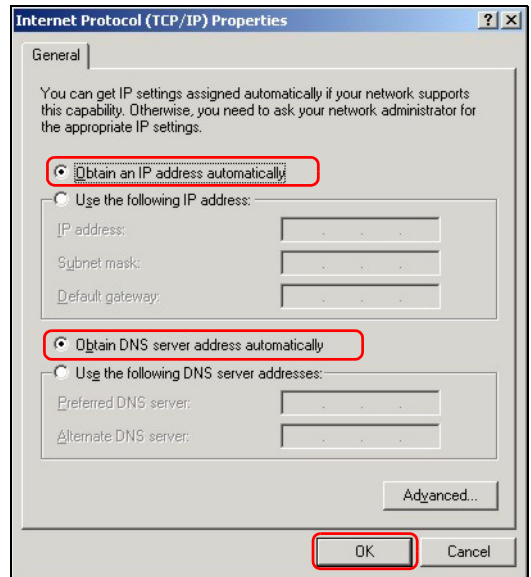 Internet Protocol (TCP/IP) Properties
General
You can get IP settings assigned automatically if your network supports
this capability. Otherwise, you need to ask your network administrator for
the appropriate IP settings.
Obtain an IP address automatically
Use the following IP address:
IP address:
Subnet mask:
Default gateway:
Obtain DNS server address automatically
Use the following DNS server addresses:
Preferred DNS server:
Alternate DNS server:
Advanced...
OK Cancel